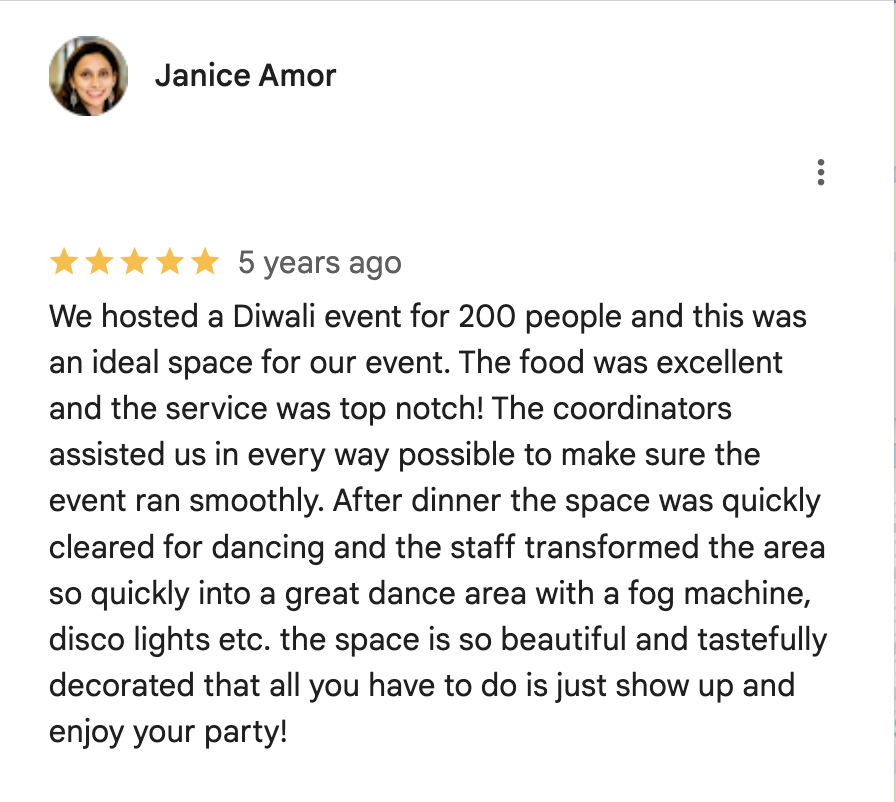 Janice Amor
5 years ago
We hosted a Diwali event for 200 people and this was
an ideal space for our event. The food was excellent
and the service was top notch! The coordinators
assisted us in every way possible to make sure the
event ran smoothly. After dinner the space was quickly
cleared for dancing and the staff transformed the area
so quickly into a great dance area with a fog machine,
disco lights etc. the space is so beautiful and tastefully
decorated that all you have to do is just show up and
enjoy your party!